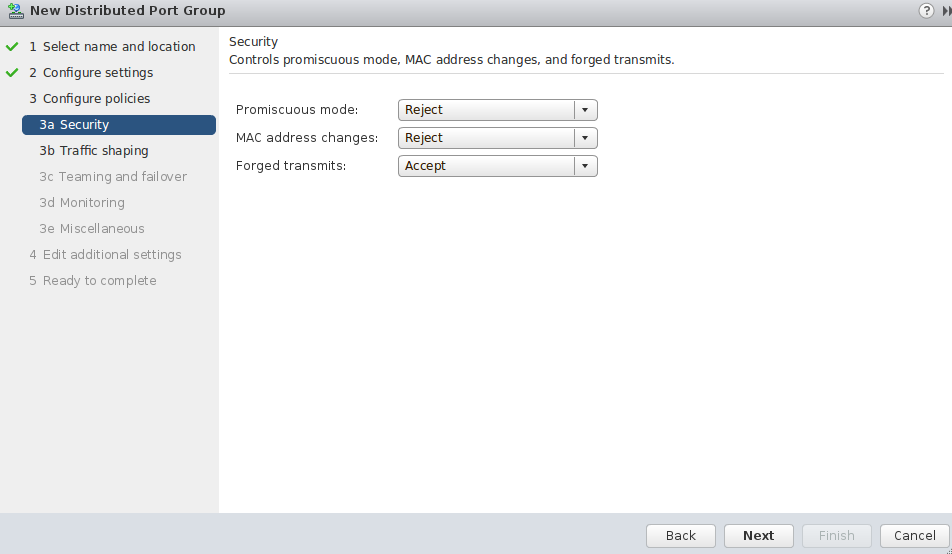 New Distributed Port Group
?
1 Select name and location
2 Configure settings
3 Configure policies
3a Security
3b Traffic shaping
3c Teaming and failover
3d Monitoring
3e Miscellaneous
4 Edit additional settings
5 Ready to complete
Security
Controls promiscuous mode, MAC address changes, and forged transmits.
Promiscuous mode: Reject
MAC address changes: Reject
Forged transmits: Accept
Back Next Finish Cancel